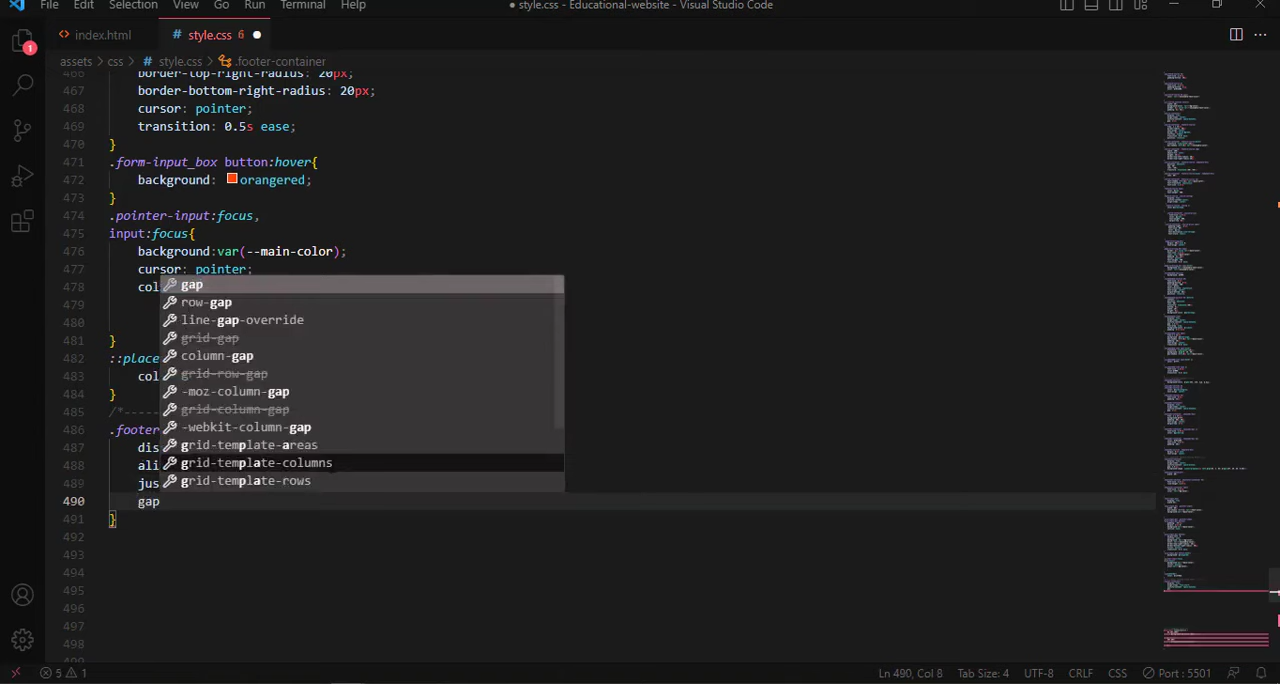 File Edit Selection View Go Run Terminal Help ● style.css - Educational-website - Visual Studio Code
<> index.html # style.css 6 ●
assets > css > # style.css > .footer-container
466 border-top-right-radius: 20px;
467 border-bottom-right-radius: 20px;
468 cursor: pointer;
469 transition: 0.5s ease;
470 }
471 .form-input_box button:hover{
472 background: orangered;
473 }
474 .pointer-input:focus,
475 input:focus{
476 background:var(--main-color);
477 cursor: pointer;
478 col
479
480
481 }
482 ::place
483 col
484 }
485 /*-----
486 .footer
487 dis
488 ali
489 jus
490 gap
491 }
492
493
494
495
496
497
498
499
gap
row-gap
line-gap-override
grid-gap
column-gap
grid-row-gap
-moz-column-gap
grid-column-gap
-webkit-column-gap
grid-template-areas
grid-template-columns
grid-template-rows
1
5 1 Ln 490, Col 8 Tab Size: 4 UTF-8 CRLF CSS Port : 5501